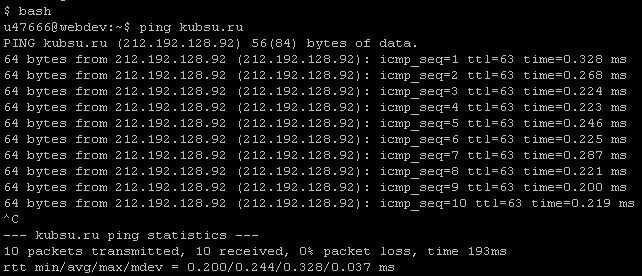 $ bash
u47666@webdev:~$ ping kubsu.ru
PING kubsu.ru (212.192.128.92) 56(84) bytes of data.
64 bytes from 212.192.128.92 (212.192.128.92): icmp_seq=1 ttl=63 time=0.328 ms
64 bytes from 212.192.128.92 (212.192.128.92): icmp_seq=2 ttl=63 time=0.268 ms
64 bytes from 212.192.128.92 (212.192.128.92): icmp_seq=3 ttl=63 time=0.224 ms
64 bytes from 212.192.128.92 (212.192.128.92): icmp_seq=4 ttl=63 time=0.223 ms
64 bytes from 212.192.128.92 (212.192.128.92): icmp_seq=5 ttl=63 time=0.246 ms
64 bytes from 212.192.128.92 (212.192.128.92): icmp_seq=6 ttl=63 time=0.225 ms
64 bytes from 212.192.128.92 (212.192.128.92): icmp_seq=7 ttl=63 time=0.287 ms
64 bytes from 212.192.128.92 (212.192.128.92): icmp_seq=8 ttl=63 time=0.221 ms
64 bytes from 212.192.128.92 (212.192.128.92): icmp_seq=9 ttl=63 time=0.200 ms
64 bytes from 212.192.128.92 (212.192.128.92): icmp_seq=10 ttl=63 time=0.219 ms
^C
--- kubsu.ru ping statistics ---
10 packets transmitted, 10 received, 0% packet loss, time 193ms
rtt min/avg/max/mdev = 0.200/0.244/0.328/0.037 ms